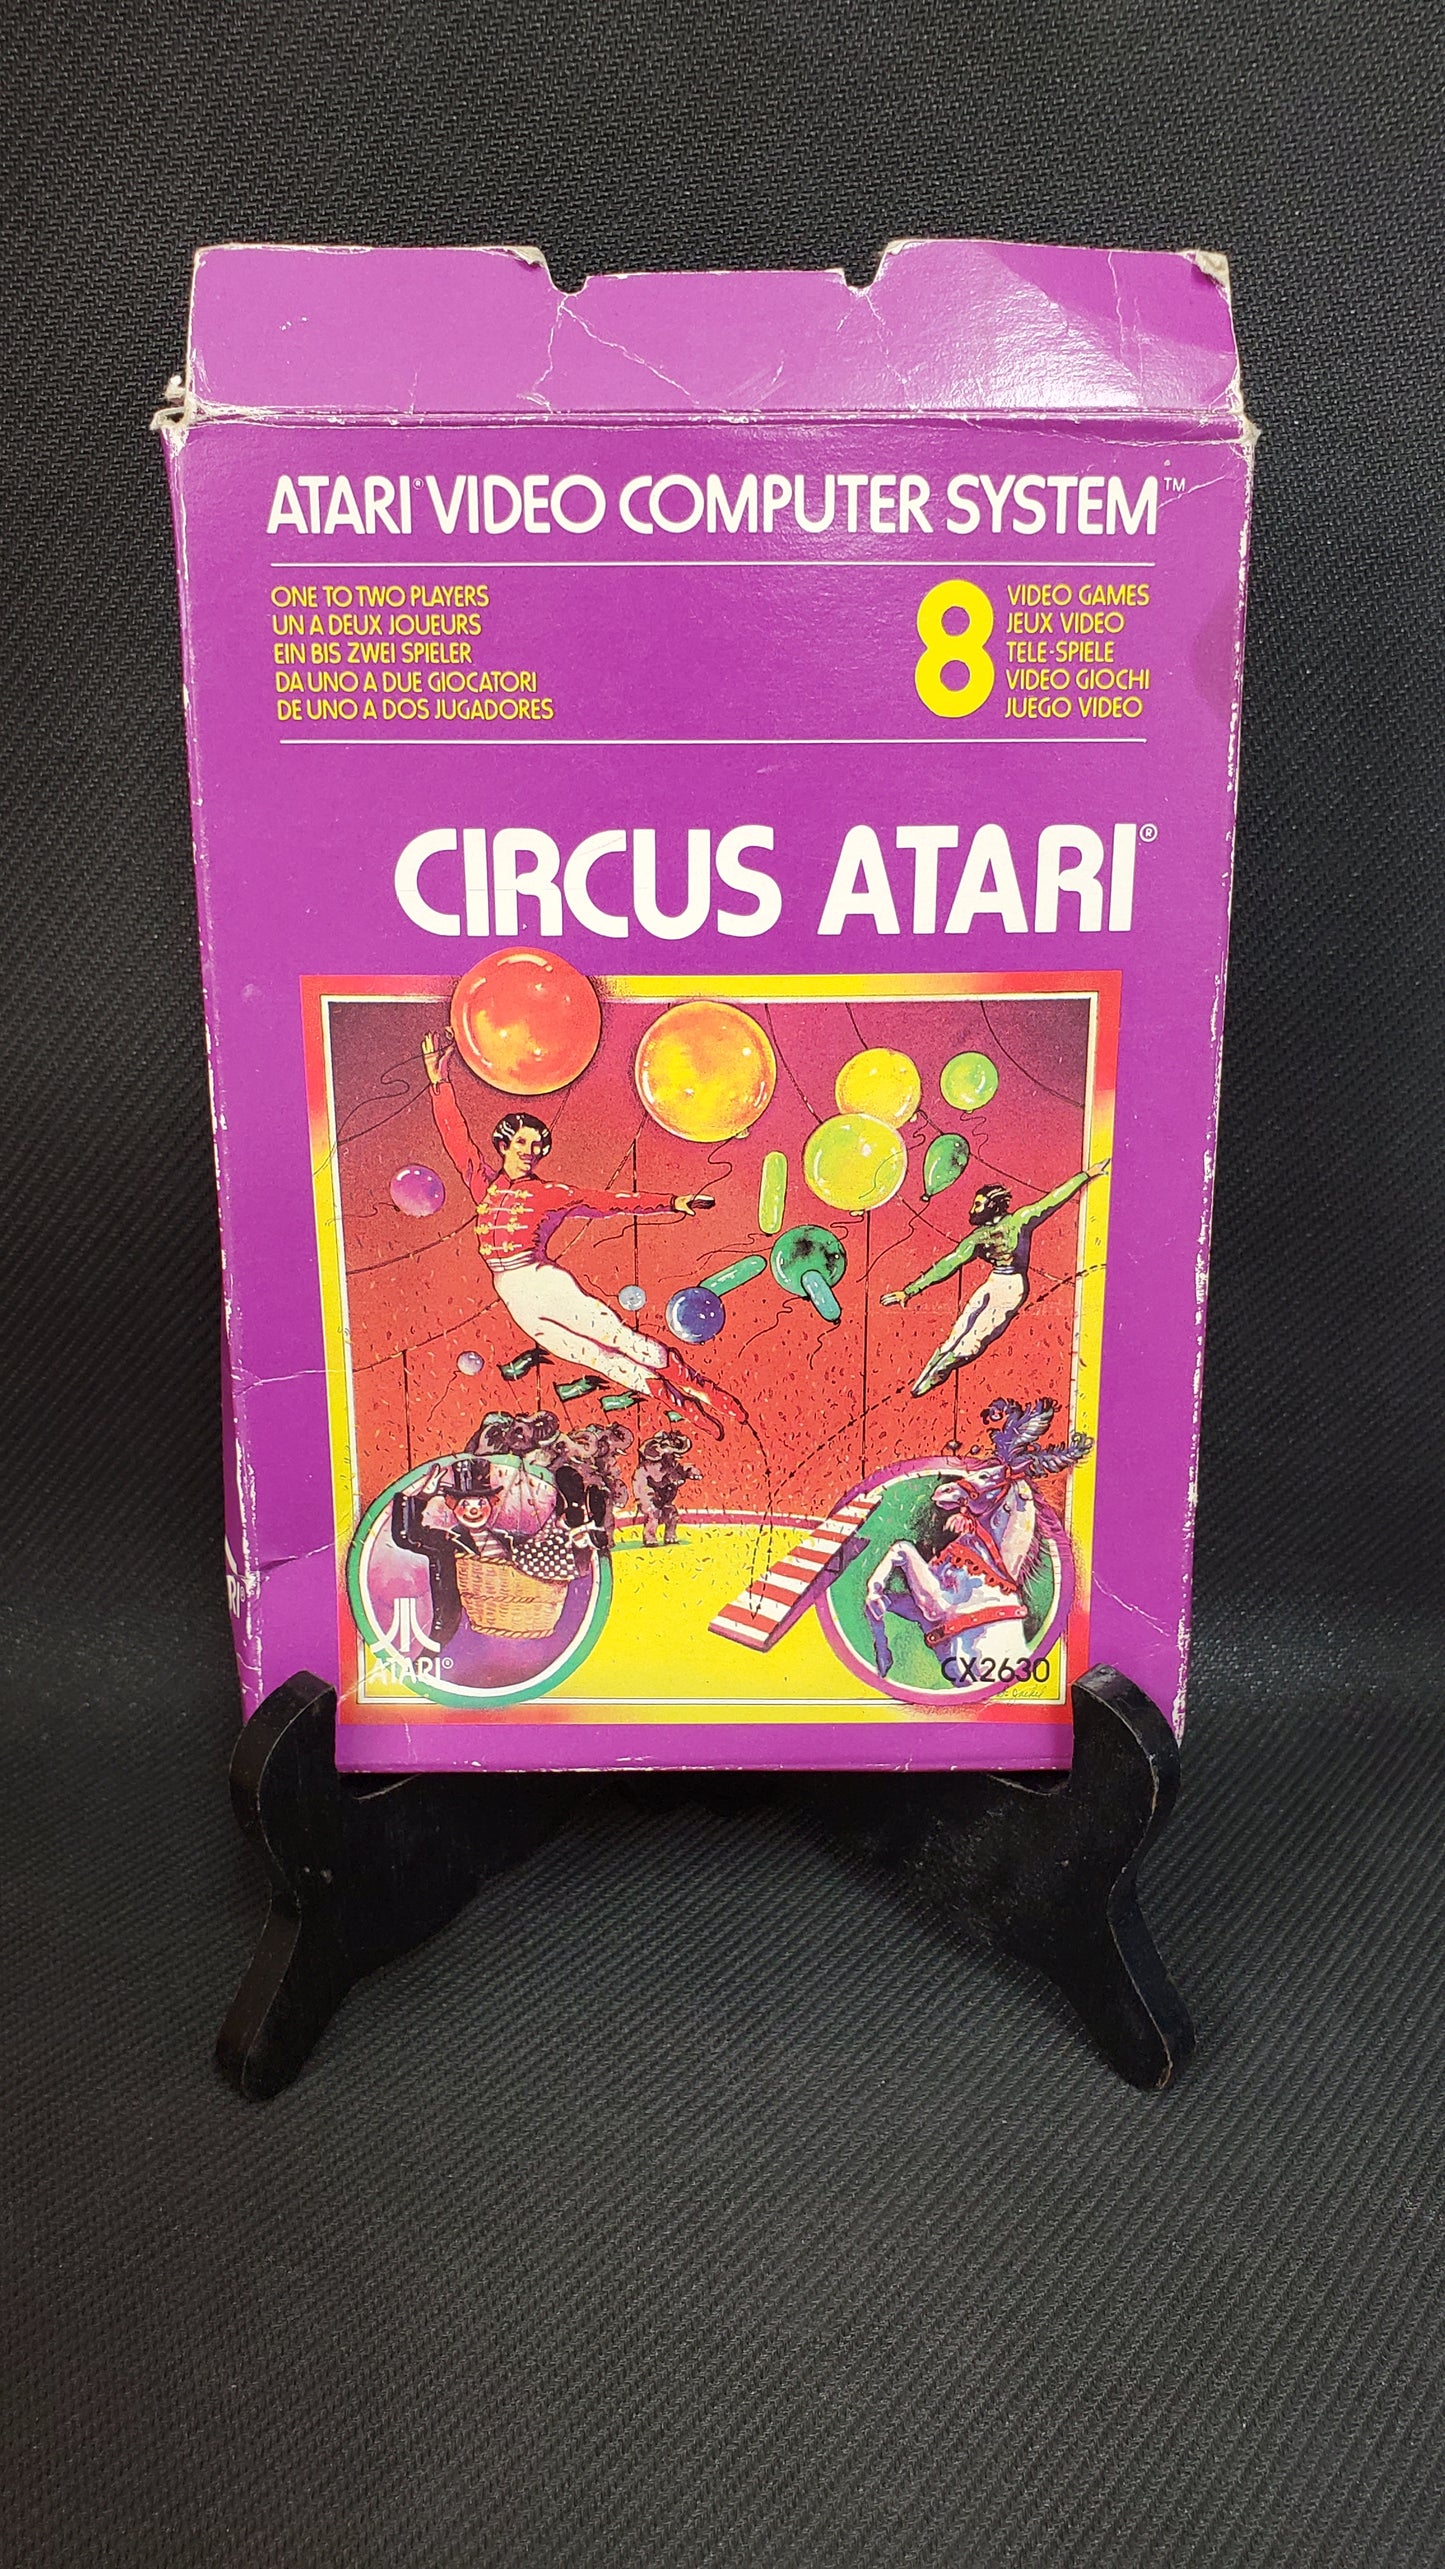 ATARI® VIDEO COMPUTER SYSTEM™
ONE TO TWO PLAYERS
UN A DEUX JOUEURS
EIN BIS ZWEI SPIELER
DA UNO A DUE GIOCATORI
DE UNO A DOS JUGADORES
8
VIDEO GAMES
JEUX VIDEO
TELE-SPIELE
VIDEO GIOCHI
JUEGO VIDEO
CIRCUS ATARI®
ATARI®
CX2630